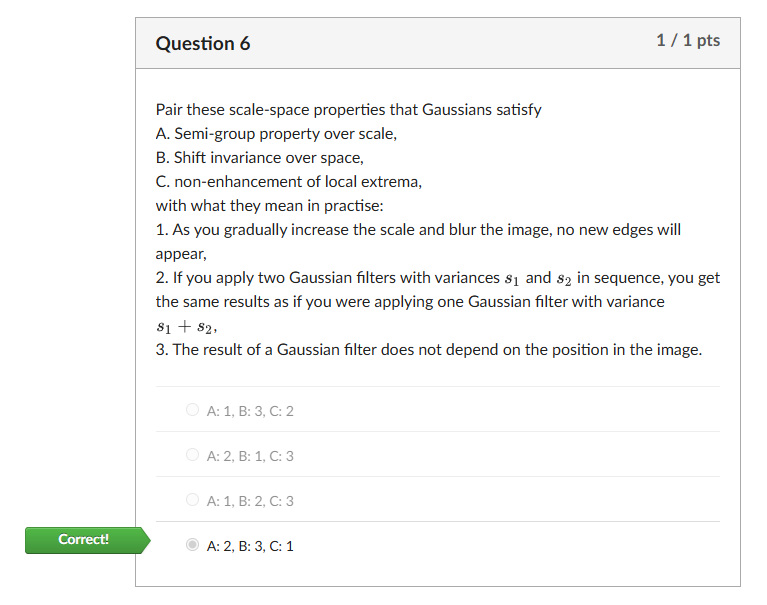 Question 6
1 / 1 pts
Pair these scale-space properties that Gaussians satisfy
A. Semi-group property over scale,
B. Shift invariance over space,
C. non-enhancement of local extrema,
with what they mean in practise:
1. As you gradually increase the scale and blur the image, no new edges will
appear,
2. If you apply two Gaussian filters with variances s₁ and s₂ in sequence, you get
the same results as if you were applying one Gaussian filter with variance
s₁ + s₂,
3. The result of a Gaussian filter does not depend on the position in the image.
A: 1, B: 3, C: 2
A: 2, B: 1, C: 3
A: 1, B: 2, C: 3
Correct!
A: 2, B: 3, C: 1